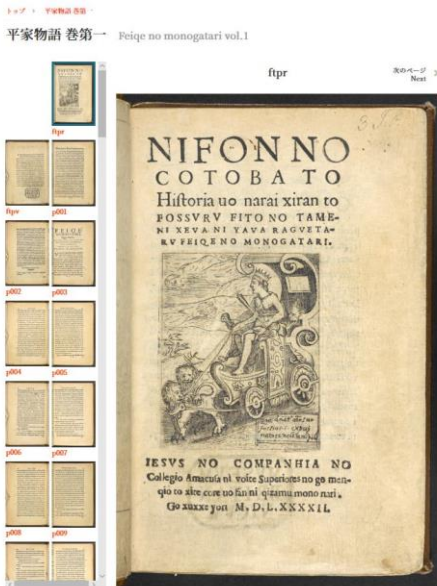 トップ › 平家物語 巻第一
平家物語 巻第一 Feiqe no monogatari vol.1
ftpr
次のページ
Next
ftpr
ftpv p001
p002 p003
p004 p005
p006 p007
p008 p009
NIFON NO
COTOBA TO
Hiſtoria uo narai xiran to
FOSSVRV FITO NO TAME-
NI XEVA NI YAVA RAGVETA-
RV FEIQE NO MONOGATARI.
IESVS NO COMPANHIA NO
Collegio Amacuſa ni voite Superiores no go men-
qio to xite core uo fan ni qizamu mono nari.
Go xuxxe yori M. D. L. XXXXII.